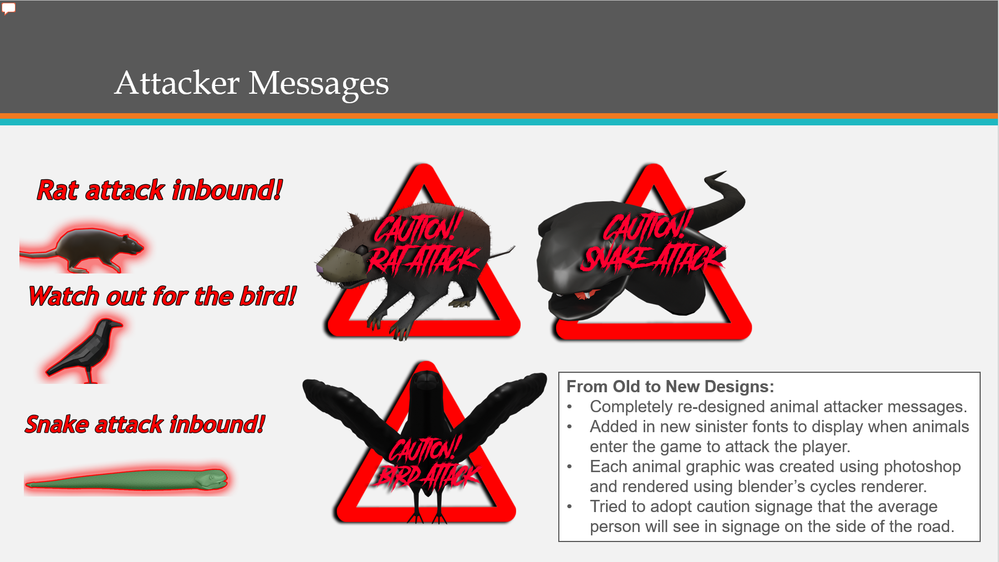 Attacker Messages
Rat attack inbound!
Watch out for the bird!
Snake attack inbound!
CAUTION!
RAT ATTACK
CAUTION!
SNAKE ATTACK
CAUTION!
BIRD ATTACK
From Old to New Designs:
• Completely re-designed animal attacker messages.
• Added in new sinister fonts to display when animals
enter the game to attack the player.
• Each animal graphic was created using photoshop
and rendered using blender’s cycles renderer.
• Tried to adopt caution signage that the average
person will see in signage on the side of the road.